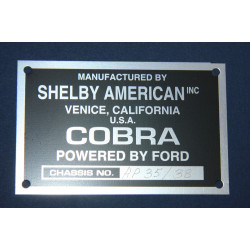 MANUFACTURED BY
SHELBY AMERICAN INC
VENICE, CALIFORNIA
U.S.A.
COBRA
POWERED BY FORD
CHASSIS NO.